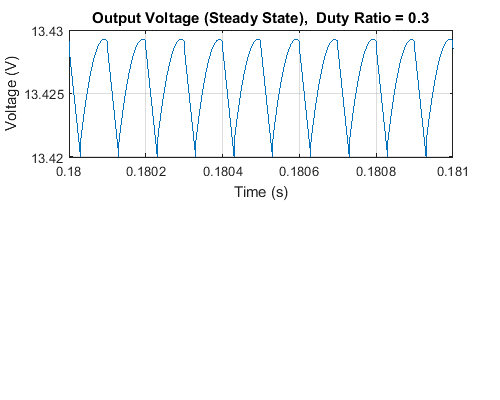 Output Voltage (Steady State),  Duty Ratio = 0.3
13.43
13.425
13.42
Voltage (V)
0.18 0.1802 0.1804 0.1806 0.1808 0.181
Time (s)